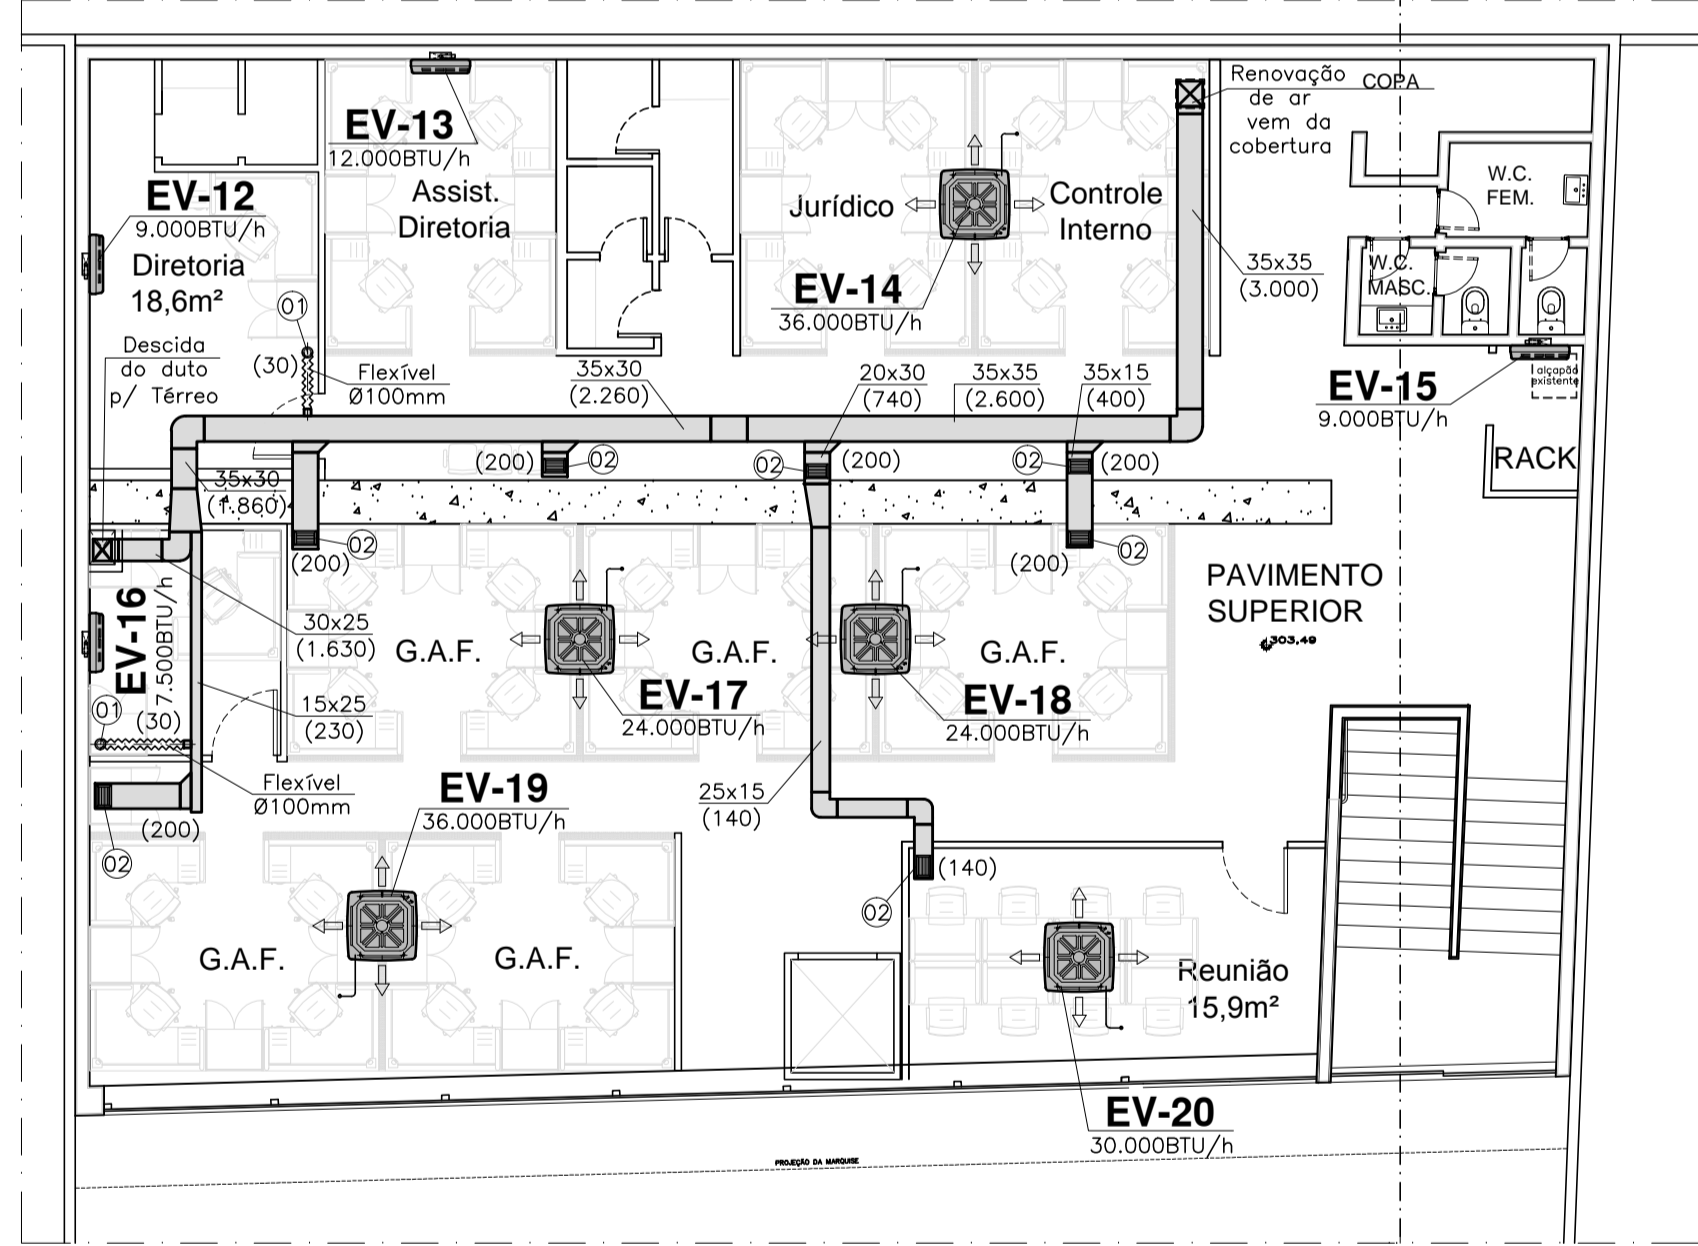 Renovação
de ar
vem da
cobertura
COPA
EV-13
12.000BTU/h
Assist.
Diretoria
EV-12
9.000BTU/h
Diretoria
18,6m²
01
Descida
do duto
p/ Térreo
(30)
Flexível
Ø100mm
Jurídico
Controle
Interno
EV-14
36.000BTU/h
W.C.
FEM.
W.C.
MASC.
35x35
(3.000)
35x30
(2.260)
20x30
(740)
35x35
(2.600)
35x15
(400)
EV-15
9.000BTU/h
alçapão
existente
RACK
(200)
02
02
(200)
02
(200)
35x30
(1.860)
02
(200)
(200)
02
PAVIMENTO
SUPERIOR
303,49
EV-16
7.500BTU/h
30x25
(1.630)
G.A.F.
G.A.F.
G.A.F.
EV-17
24.000BTU/h
EV-18
24.000BTU/h
01
(30)
15x25
(230)
Flexível
Ø100mm
25x15
(140)
EV-19
36.000BTU/h
(200)
02
(140)
02
G.A.F.
G.A.F.
Reunião
15,9m²
EV-20
30.000BTU/h
PROJEÇÃO DA MARQUISE